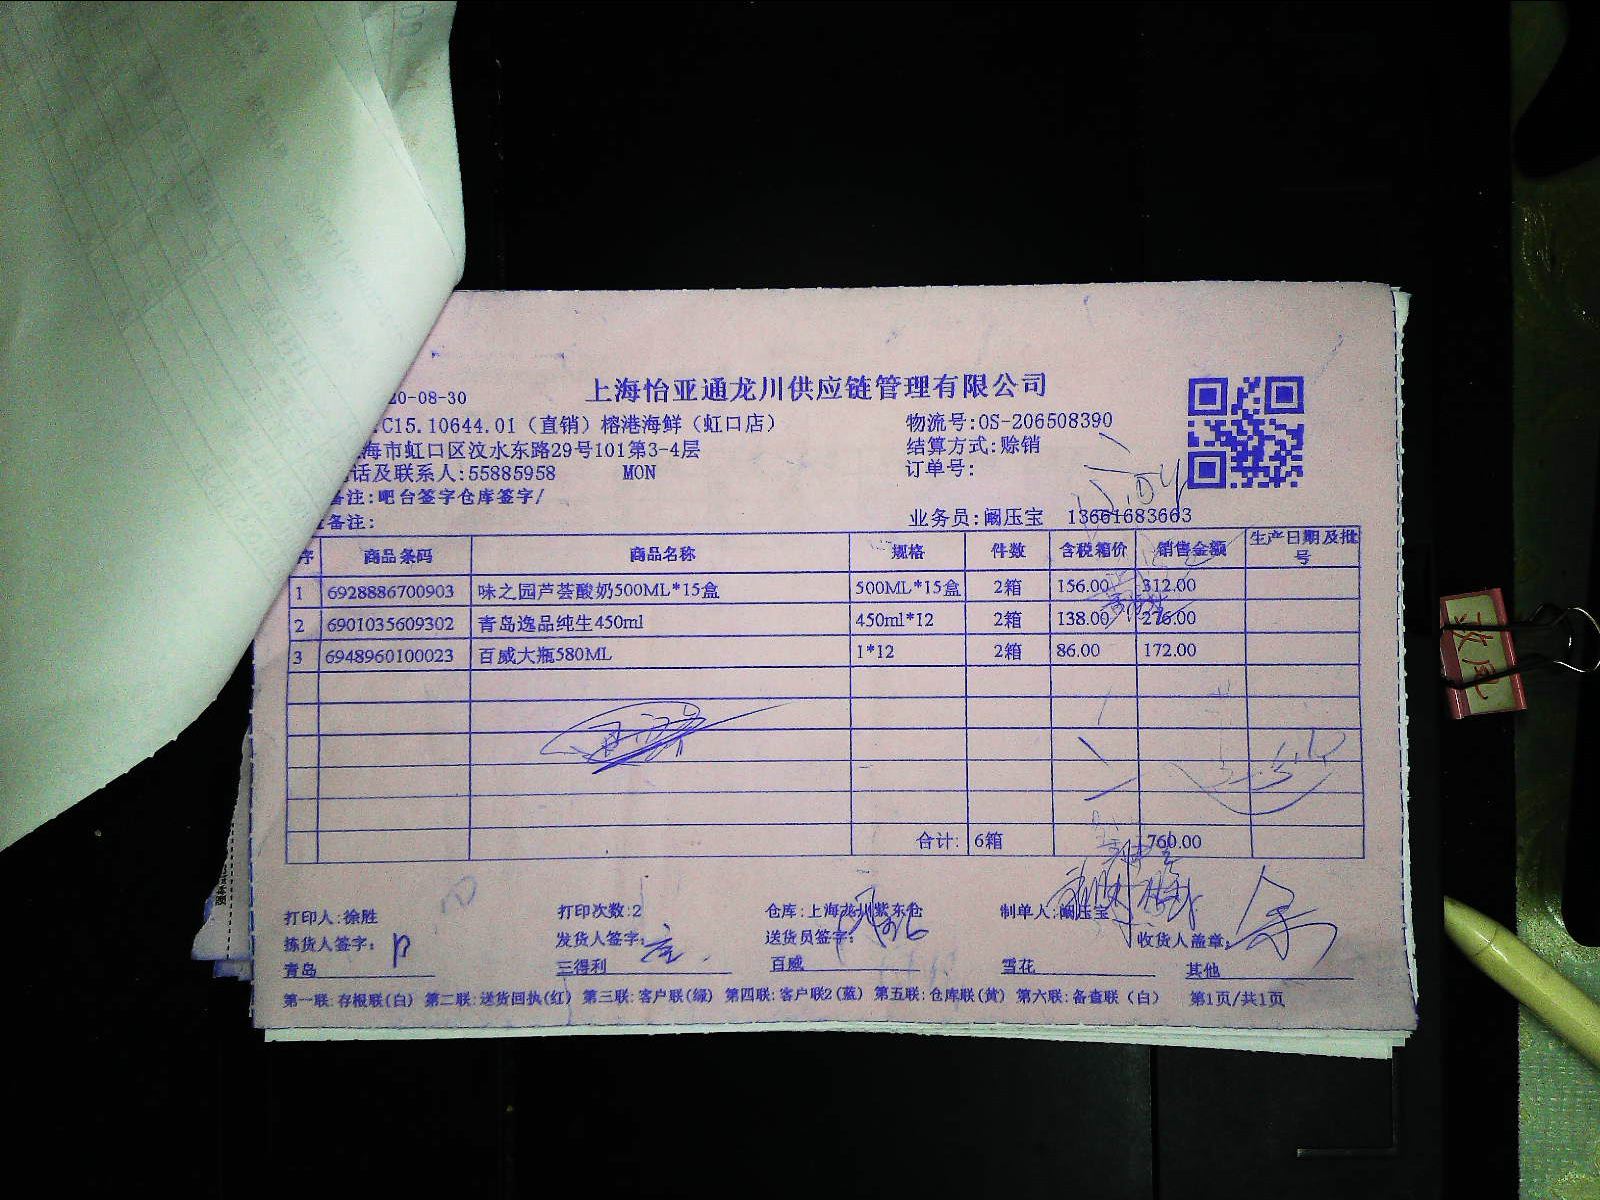 上海怡亚通龙川供应链管理有限公司
20-08-30
C15.10644.01（直销）榕港海鲜（虹口店） 物流号:OS-206508390
海市虹口区汶水东路29号101第3-4层 结算方式:赊销
话及联系人:55885958 MON 订单号:
备注:吧台签字仓库签字/
备注: 业务员:阚压宝 13661683663
序 商品条码 商品名称 规格 件数 含税箱价 销售金额 生产日期及批号
1 6928886700903 味之园芦荟酸奶500ML*15盒 500ML*15盒 2箱 156.00 312.00
2 6901035609302 青岛逸品纯生450ml 450ml*12 2箱 138.00 276.00
3 6948960100023 百威大瓶580ML 1*12 2箱 86.00 172.00
合计: 6箱 760.00
打印人:徐胜 打印次数:2 仓库:上海龙川紫东仓 制单人:阚压宝
拣货人签字: 发货人签字: 送货员签字: 收货人盖章:
青岛 三得利 百威 雪花 其他
第一联:存根联(白) 第二联:送货回执(红) 第三联:客户联(绿) 第四联:客户联2(蓝) 第五联:仓库联(黄) 第六联:备查联（白） 第1页/共1页